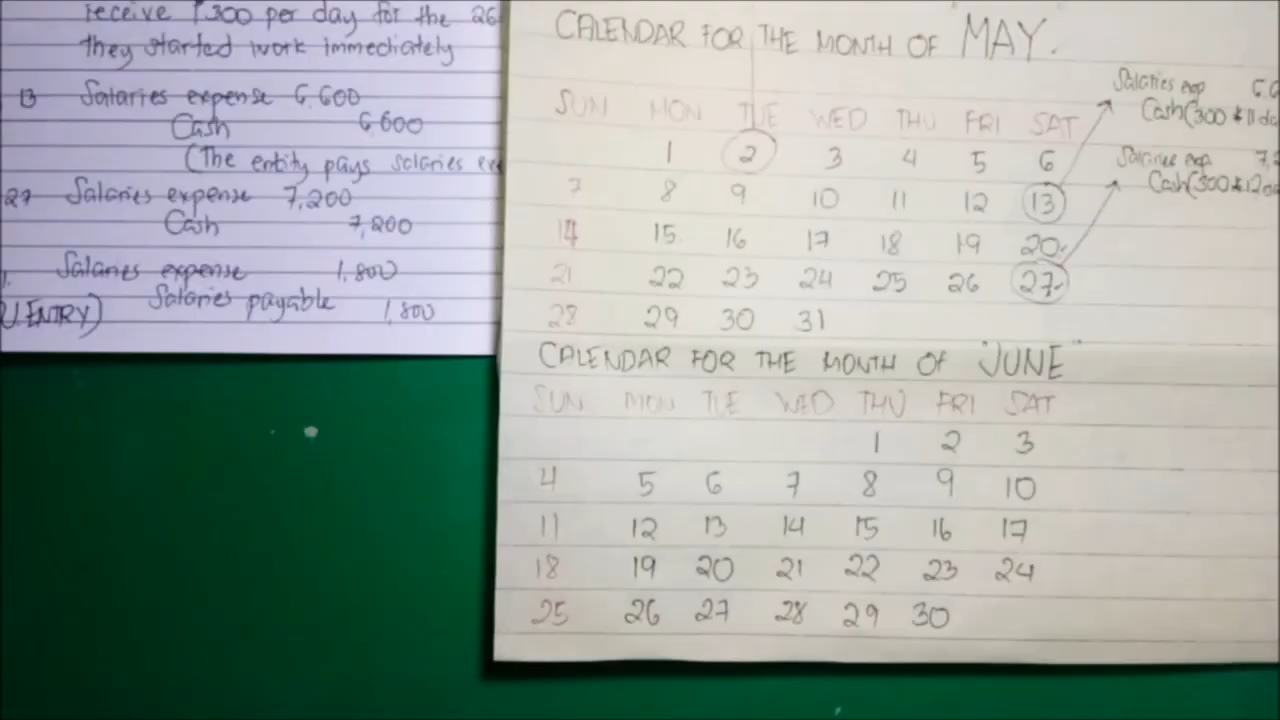 receive ₱300 per day for the 26
they started work immediately
13 Salaries expense 6,600
Cash 6,600
(The entity pays salaries
27 Salaries expense 7,200
Cash 7,200
Salaries expense 1,800
Salaries payable 1,800
ENTRY)
CALENDAR FOR THE MONTH OF "MAY.
SUN MON TUE WED THU FRI SAT
1 2 3 4 5 6
7 8 9 10 11 12 13
14 15 16 17 18 19 20
21 22 23 24 25 26 27
28 29 30 31
Salaries exp
Cash(300 *11
Salaries exp
Cash(300*12
CALENDAR FOR THE MONTH OF "JUNE"
SUN MON TUE WED THU FRI SAT
1 2 3
4 5 6 7 8 9 10
11 12 13 14 15 16 17
18 19 20 21 22 23 24
25 26 27 28 29 30